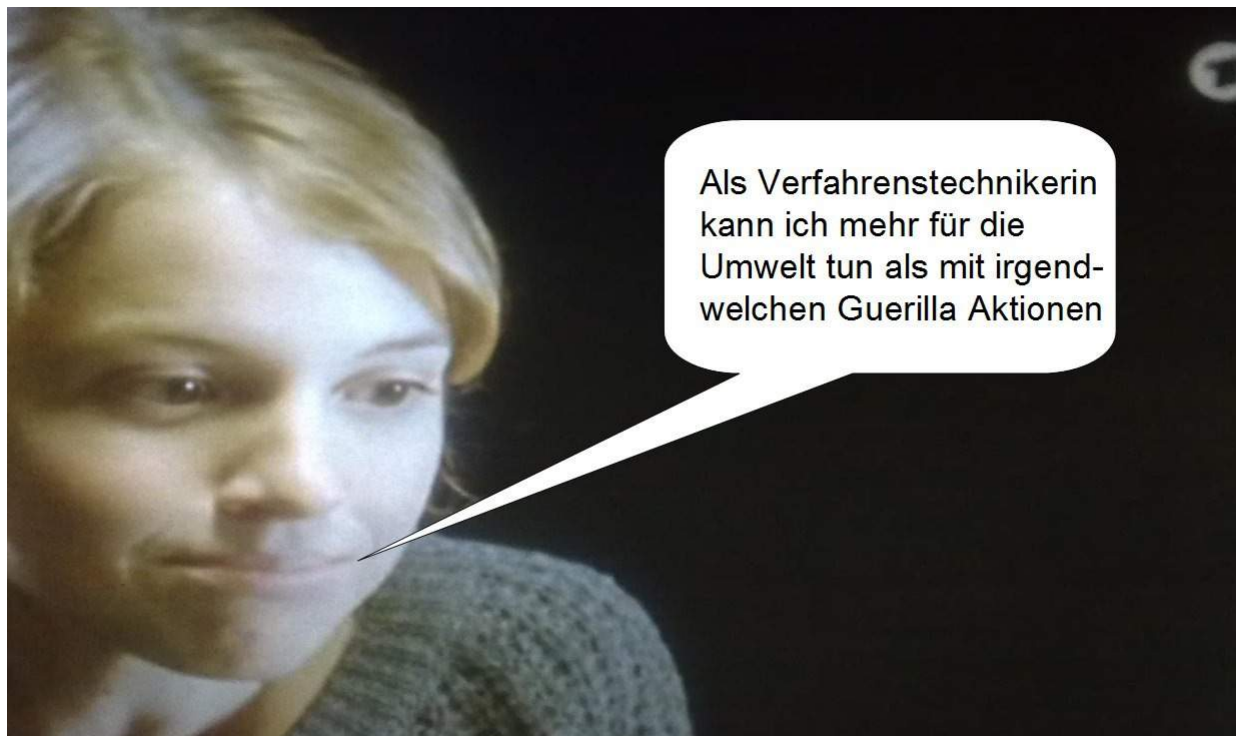 Als Verfahrenstechnikerin
kann ich mehr für die
Umwelt tun als mit irgend-
welchen Guerilla Aktionen